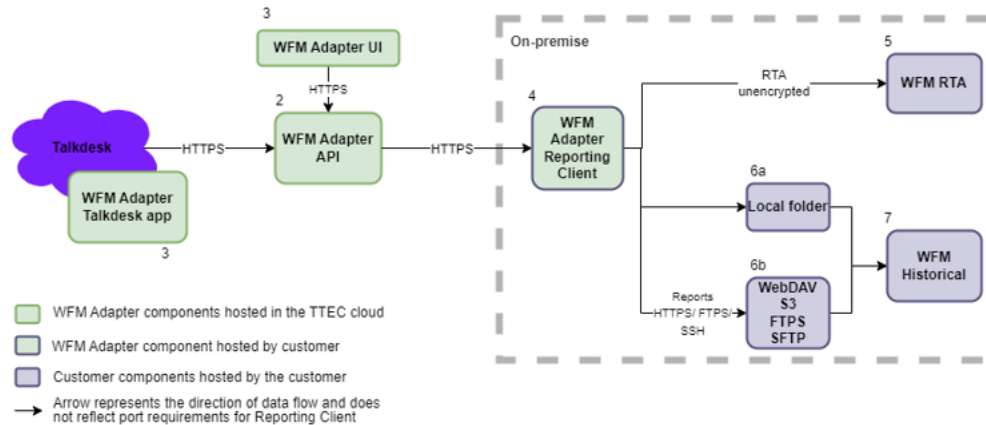 3
WFM Adapter UI
HTTPS
2
WFM Adapter
API
Talkdesk
HTTPS
WFM Adapter
Talkdesk app
3
HTTPS
On-premise
4
WFM
Adapter
Reporting
Client
RTA
unencrypted
5
WFM RTA
6a
Local folder
6b
Reports
HTTPS/ FTPS/
SSH
WebDAV
S3
FTPS
SFTP
7
WFM
Historical
WFM Adapter components hosted in the TTEC cloud
WFM Adapter component hosted by customer
Customer components hosted by the customer
Arrow represents the direction of data flow and does
not reflect port requirements for Reporting Client